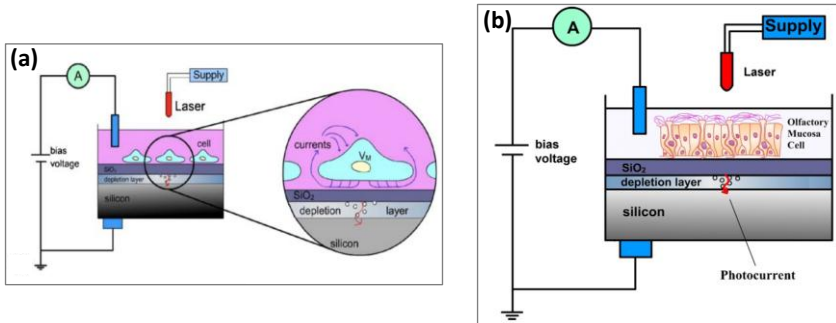 (a)
A
Supply
Laser
bias
voltage
cell
SiO₂
depletion layer
silicon
currents
V_M
SiO₂
depletion layer
silicon
(b)
A
Supply
Laser
bias
voltage
Olfactory
Mucosa
Cell
SiO₂
depletion layer
silicon
Photocurrent